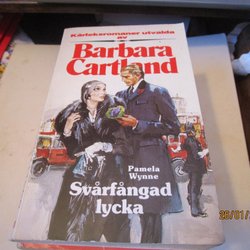 Kärleksromaner utvalda
av
Barbara
Cartland
Pamela
Wynne
Svårfångad
lycka